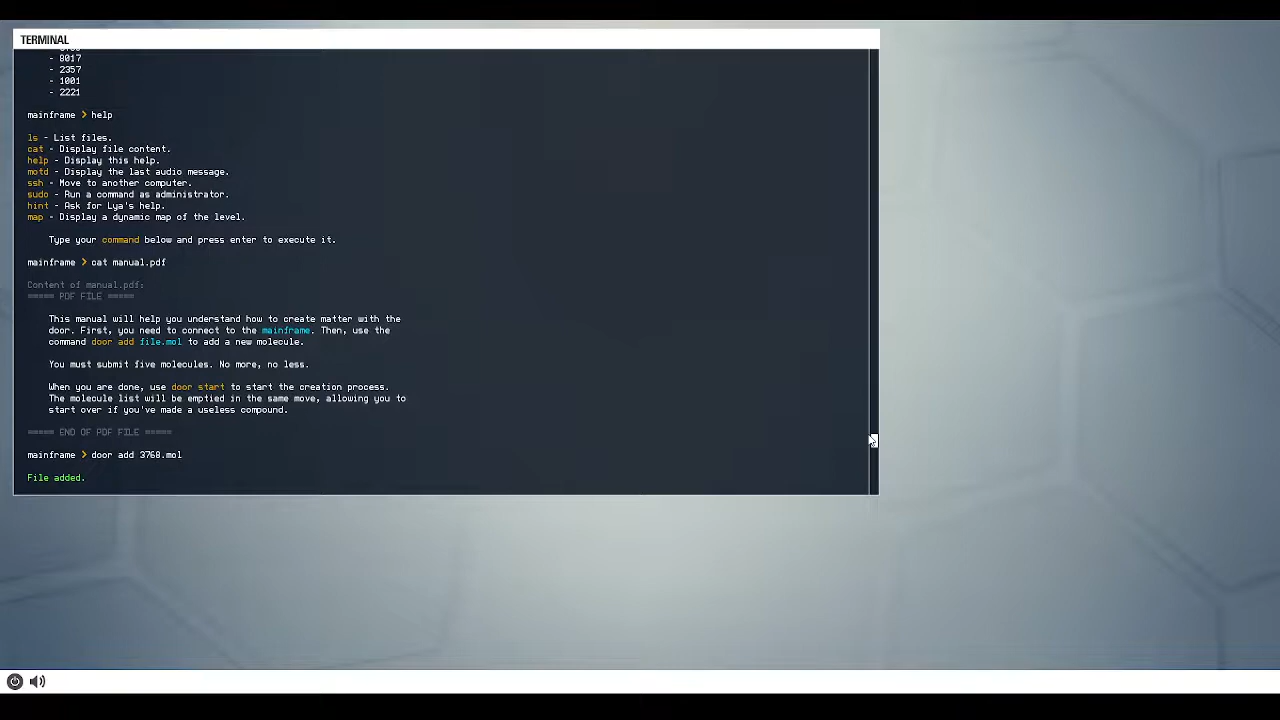 TERMINAL
- 8017
- 2357
- 1001
- 2221
mainframe > help
ls - List files.
cat - Display file content.
help - Display this help.
motd - Display the last audio message.
ssh - Move to another computer.
sudo - Run a command as administrator.
hint - Ask for Lya's help.
map - Display a dynamic map of the level.
Type your command below and press enter to execute it.
mainframe > cat manual.pdf
Content of manual.pdf:
===== PDF FILE =====
This manual will help you understand how to create matter with the
door. First, you need to connect to the mainframe. Then, use the
command door add file.mol to add a new molecule.
You must submit five molecules. No more, no less.
When you are done, use door start to start the creation process.
The molecule list will be emptied in the same move, allowing you to
start over if you've made a useless compound.
===== END OF PDF FILE =====
mainframe > door add 3768.mol
File added.